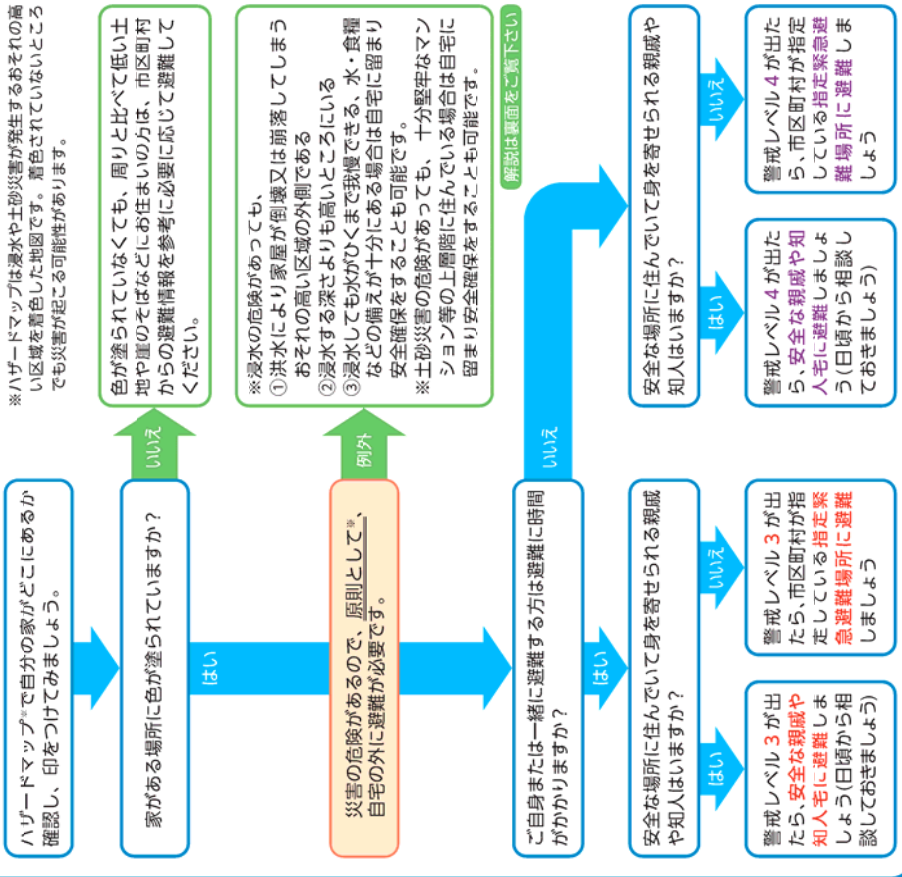 ハザードマップ※で自分の家がどこにあるか
確認し、印をつけてみましょう。
※ハザードマップは浸水や土砂災害が発生するおそれの高
い区域を着色した地図です。着色されていないところ
でも災害が起こる可能性があります。
家がある場所に色が塗られていますか？
いいえ
色が塗られていなくても、周りと比べて低い土
地や崖のそばなどにお住まいの方は、市区町村
からの避難情報を参考に必要に応じて避難して
ください。
はい
災害の危険があるので、原則として※、
自宅の外に避難が必要です。
例外
※浸水の危険があっても、
①洪水により家屋が倒壊又は崩落してしまう
おそれの高い区域の外側である
②浸水する深さよりも高いところにいる
③浸水しても水がひくまで我慢できる、水・食糧
などの備えが十分にある場合は自宅に留まり
安全確保をすることも可能です。
※土砂災害の危険があっても、十分堅牢なマン
ション等の上層階に住んでいる場合は自宅に
留まり安全確保をすることも可能です。
解説は裏面をご覧下さい
ご自身または一緒に避難する方は避難に時間
がかかりますか？
はい
いいえ
安全な場所に住んでいて身を寄せられる親戚
や知人はいますか？
はい
いいえ
安全な場所に住んでいて身を寄せられる親戚や
知人はいますか？
はい
いいえ
警戒レベル3が出
たら、安全な親戚や
知人宅に避難しま
しょう(日頃から相
談しておきましょう)
警戒レベル3が出
たら、市区町村が指
定している指定緊
急避難場所に避難
しましょう
警戒レベル4が出た
ら、安全な親戚や知
人宅に避難しましょ
う(日頃から相談し
ておきましょう)
警戒レベル4が出た
ら、市区町村が指定
している指定緊急避
難場所に避難しま
しょう